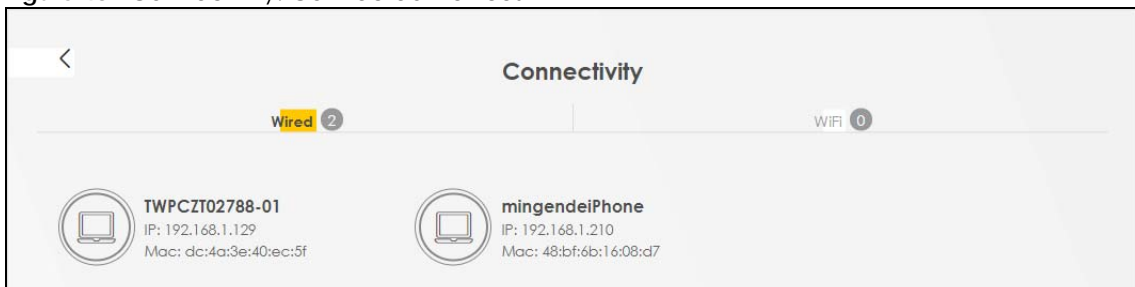 Connectivity
Wired 2
WiFi 0
TWPCZT02788-01
IP: 192.168.1.129
Mac: dc:4a:3e:40:ec:5f
mingendeiPhone
IP: 192.168.1.210
Mac: 48:bf:6b:16:08:d7